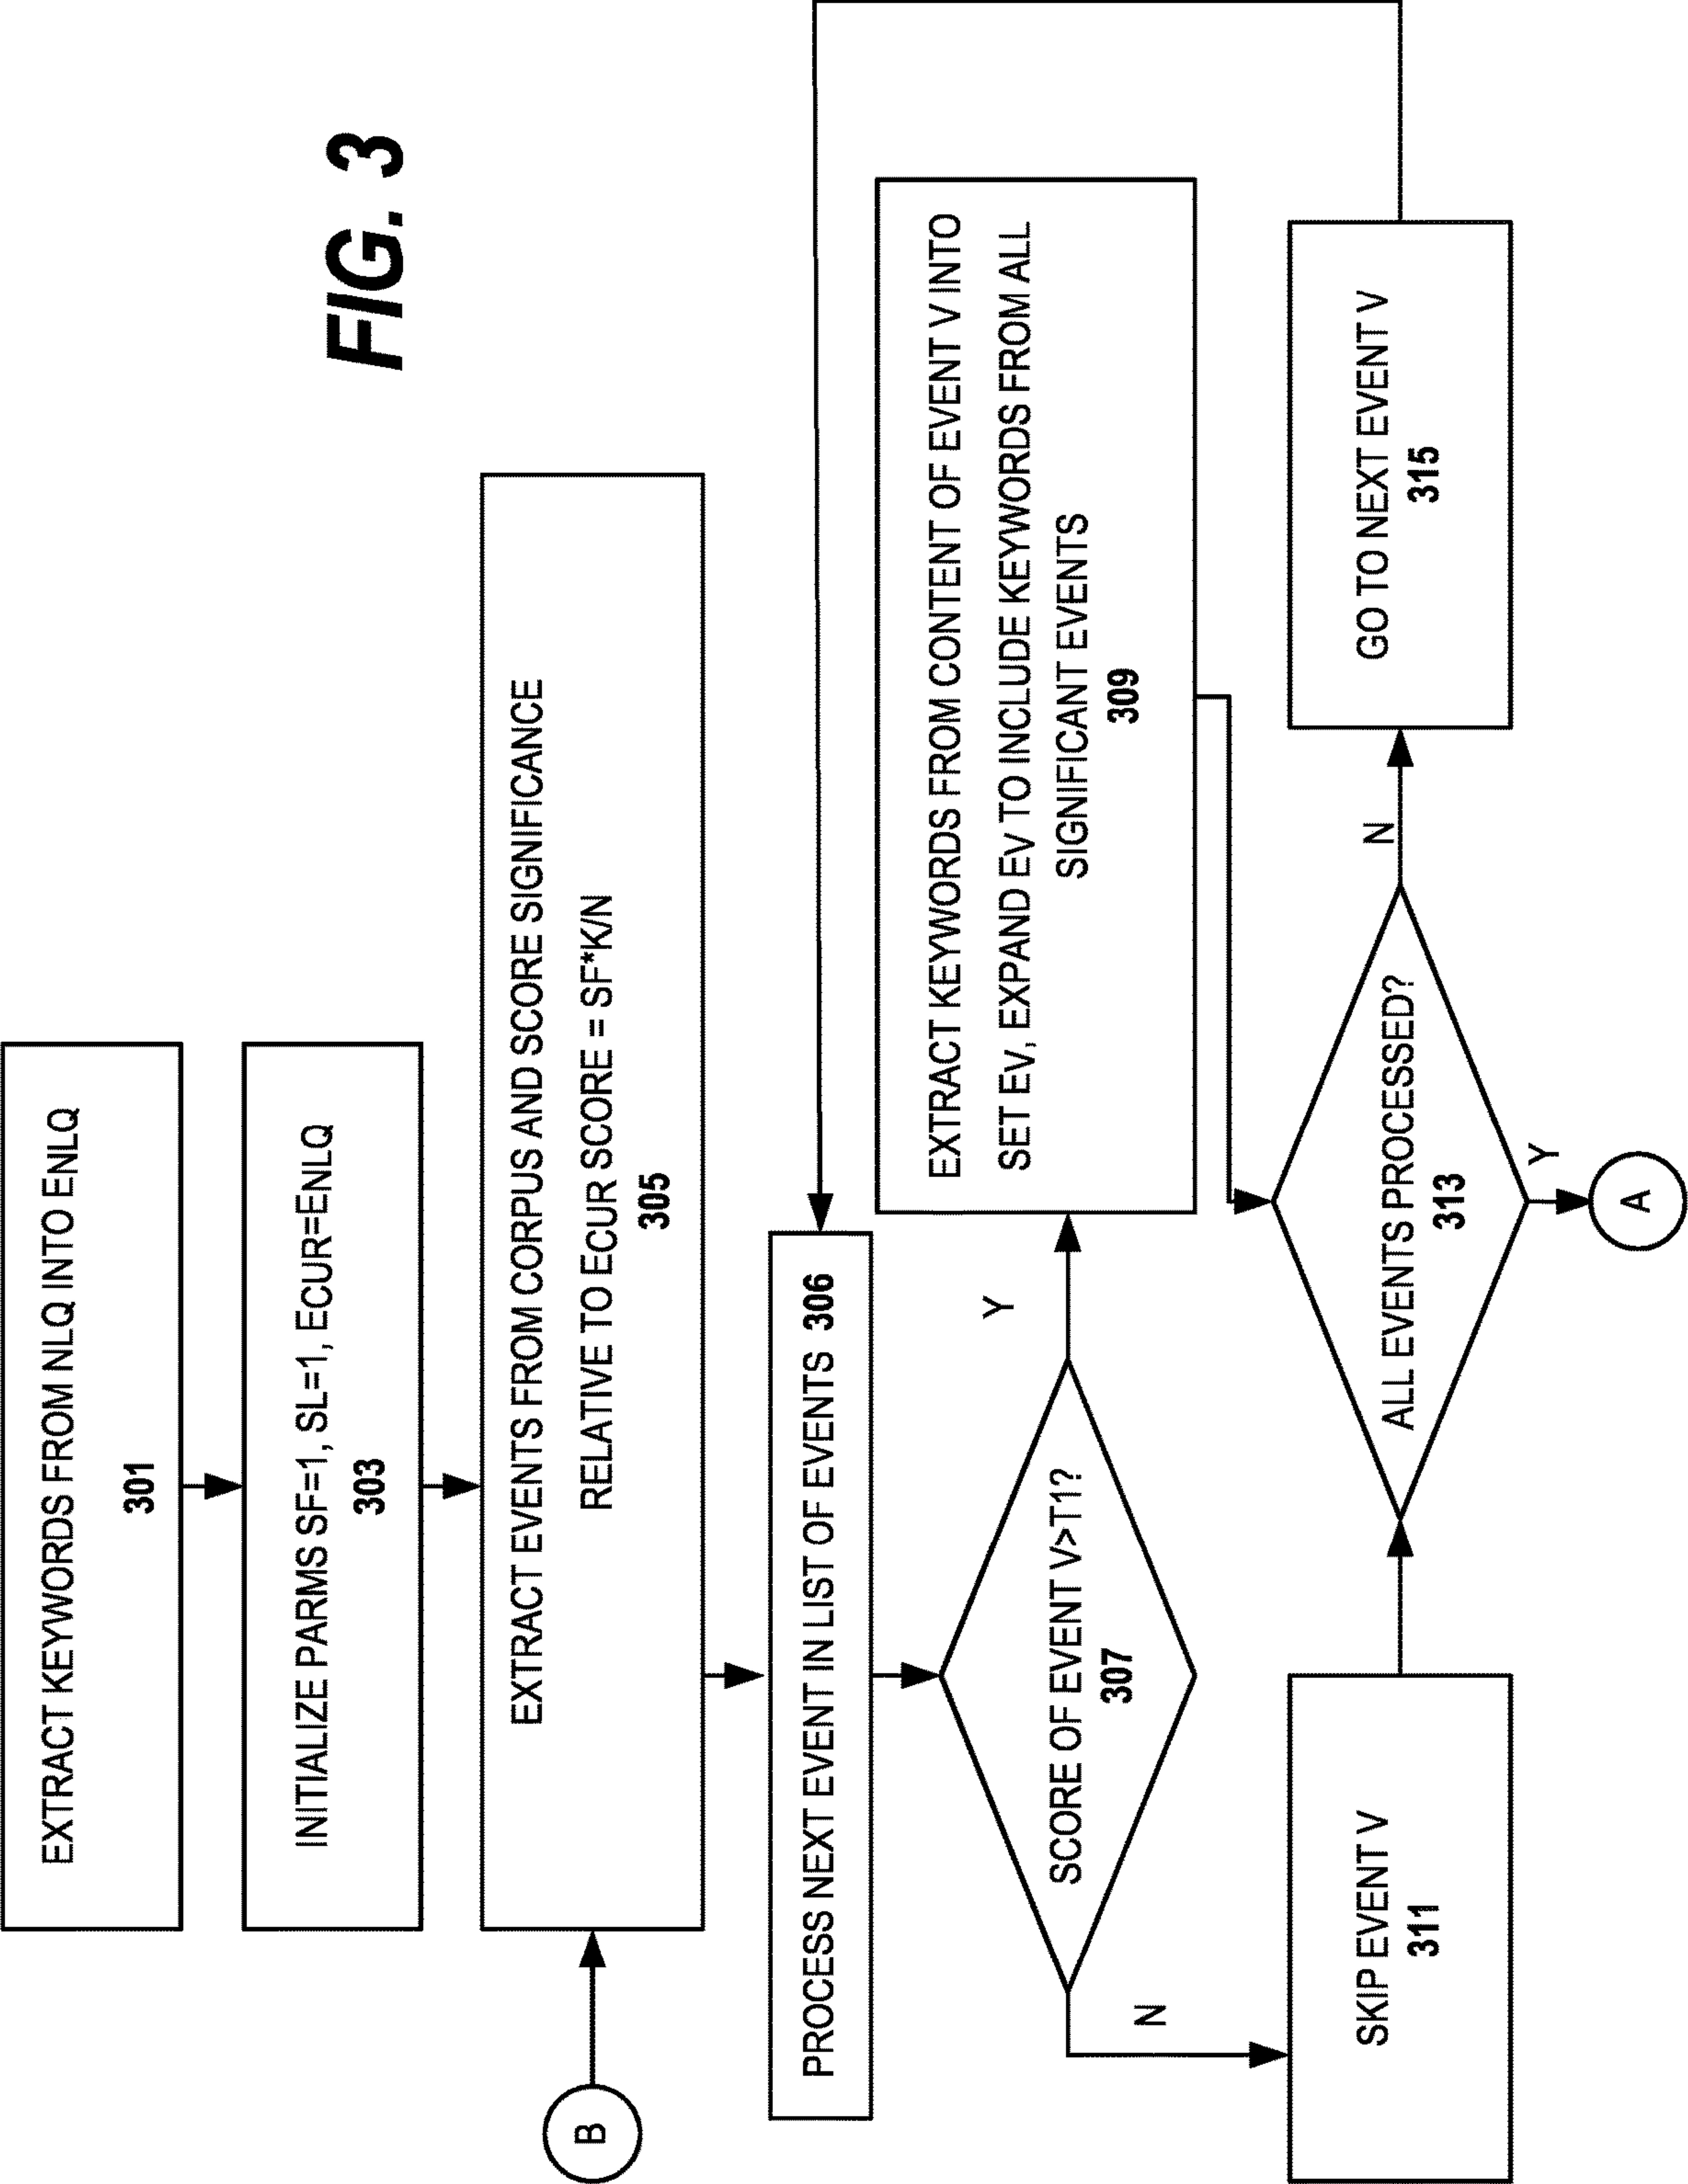 FIG. 3
EXTRACT KEYWORDS FROM NLQ INTO ENLQ
301
INITIALIZE PARMS SF=1, SL=1, ECUR=ENLQ
303
B
EXTRACT EVENTS FROM CORPUS AND SCORE SIGNIFICANCE
RELATIVE TO ECUR SCORE = SF*K/N
305
PROCESS NEXT EVENT IN LIST OF EVENTS 306
SCORE OF EVENT V>T1?
307
Y
N
EXTRACT KEYWORDS FROM CONTENT OF EVENT V INTO
SET EV, EXPAND EV TO INCLUDE KEYWORDS FROM ALL
SIGNIFICANT EVENTS
309
SKIP EVENT V
311
ALL EVENTS PROCESSED?
313
N
Y
GO TO NEXT EVENT V
315
A